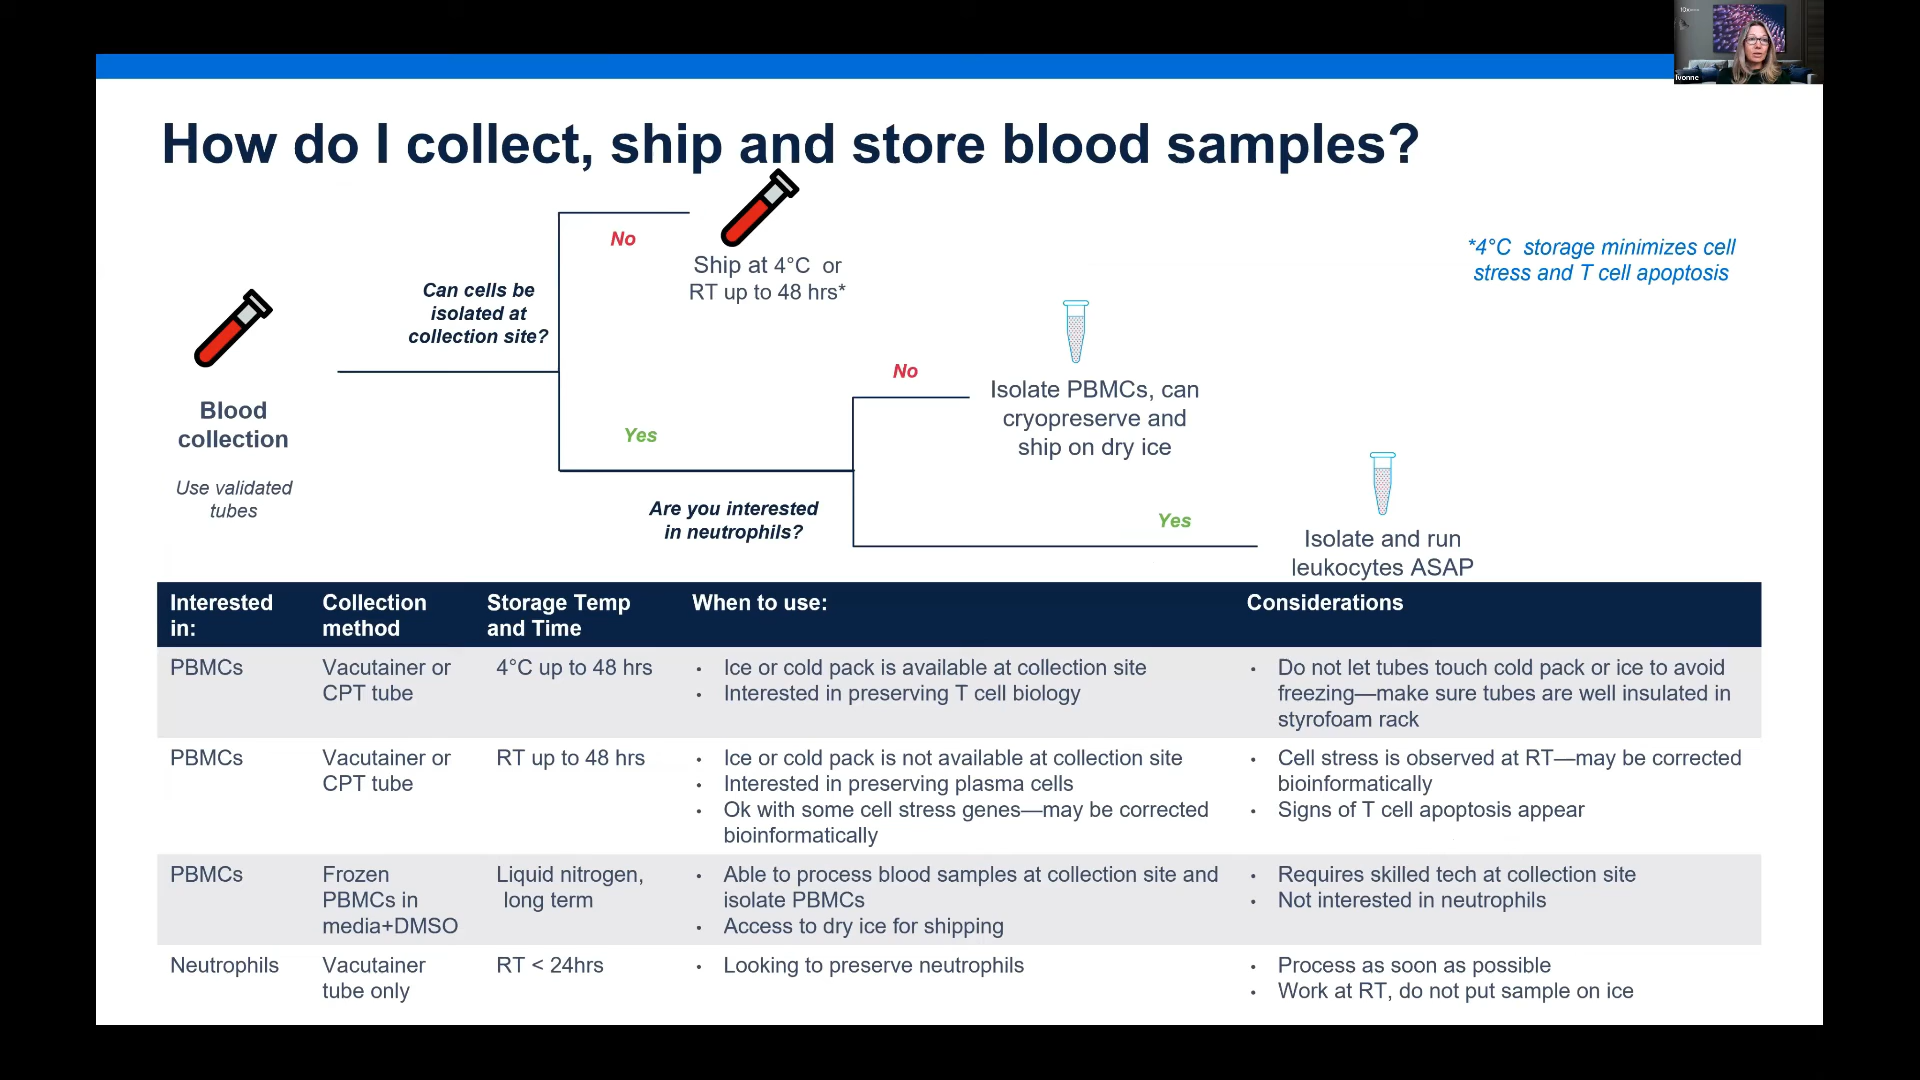 10x
Ivonne
How do I collect, ship and store blood samples?
No
Ship at 4°C or
RT up to 48 hrs*
*4°C storage minimizes cell
stress and T cell apoptosis
Can cells be
isolated at
collection site?
Blood
collection
Use validated
tubes
Yes
Are you interested
in neutrophils?
No
Isolate PBMCs, can
cryopreserve and
ship on dry ice
Yes
Isolate and run
leukocytes ASAP
Interested
in:
Collection
method
Storage Temp
and Time
When to use:
Considerations
PBMCs
Vacutainer or
CPT tube
4°C up to 48 hrs
• Ice or cold pack is available at collection site
• Interested in preserving T cell biology
• Do not let tubes touch cold pack or ice to avoid
freezing—make sure tubes are well insulated in
styrofoam rack
PBMCs
Vacutainer or
CPT tube
RT up to 48 hrs
• Ice or cold pack is not available at collection site
• Interested in preserving plasma cells
• Ok with some cell stress genes—may be corrected
bioinformatically
• Cell stress is observed at RT—may be corrected
bioinformatically
• Signs of T cell apoptosis appear
PBMCs
Frozen
PBMCs in
media+DMSO
Liquid nitrogen,
long term
• Able to process blood samples at collection site and
isolate PBMCs
• Access to dry ice for shipping
• Requires skilled tech at collection site
• Not interested in neutrophils
Neutrophils
Vacutainer
tube only
RT < 24hrs
• Looking to preserve neutrophils
• Process as soon as possible
• Work at RT, do not put sample on ice